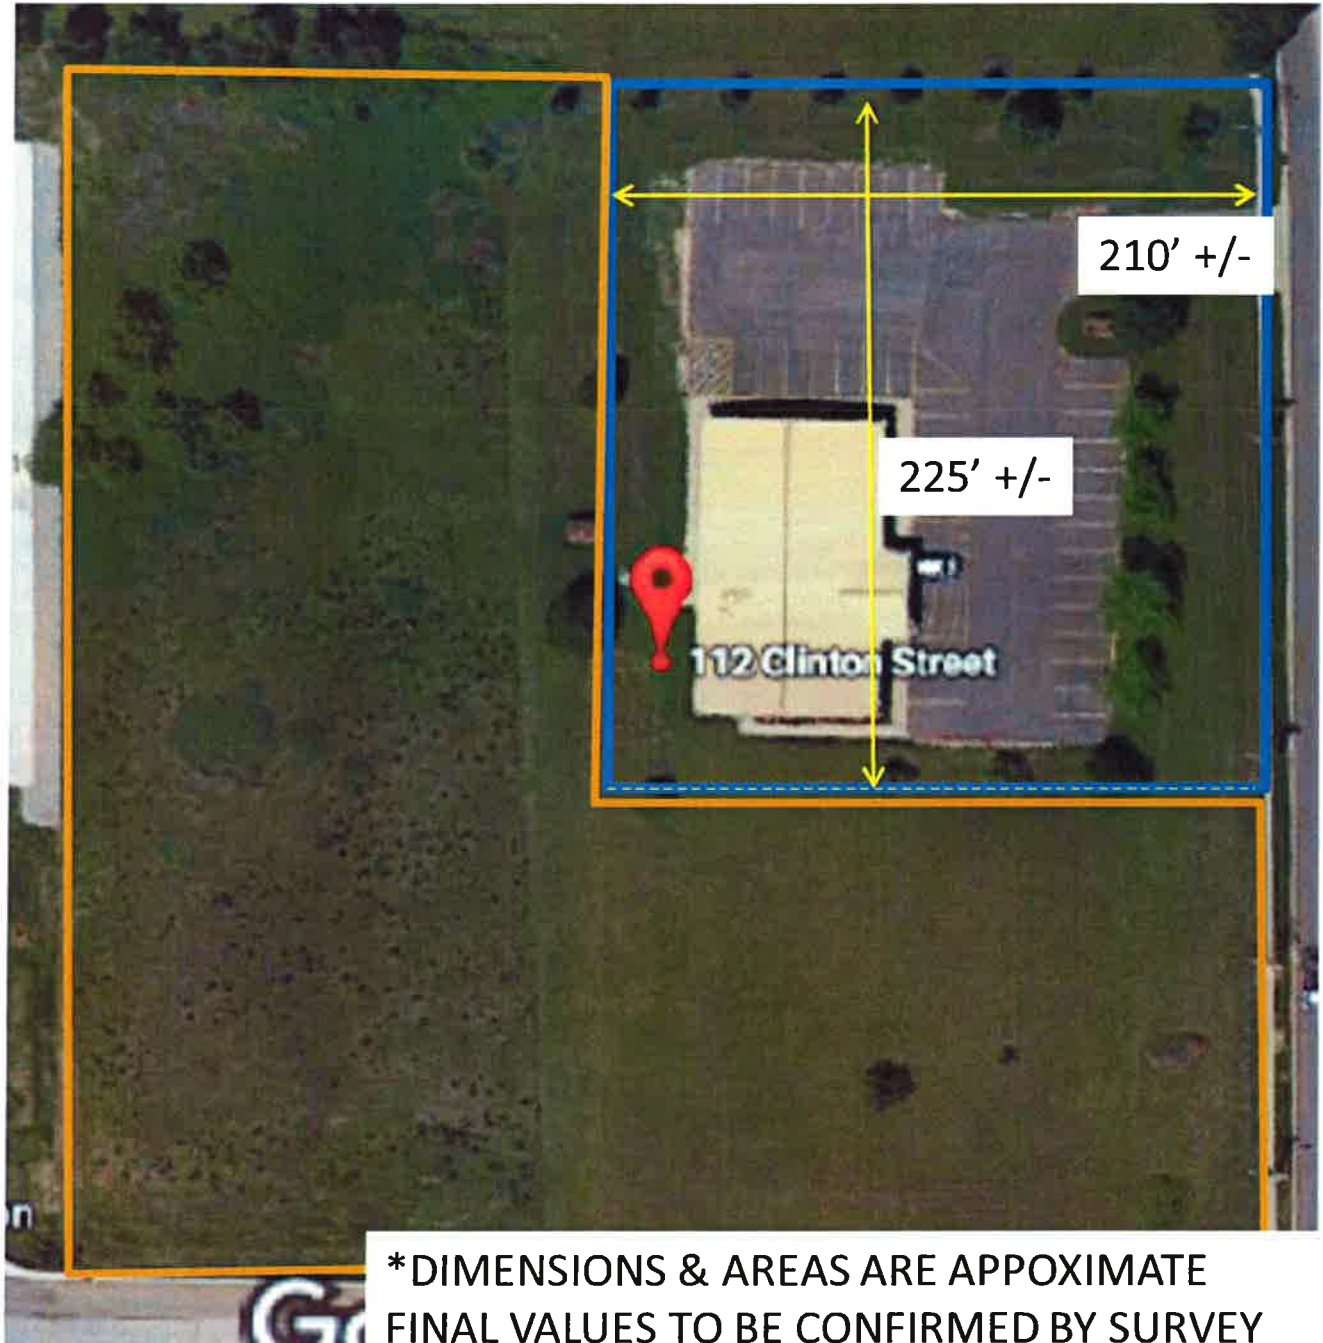 210' +/-
225' +/-
112 Clinton Street
*DIMENSIONS & AREAS ARE APPOXIMATE
FINAL VALUES TO BE CONFIRMED BY SURVEY